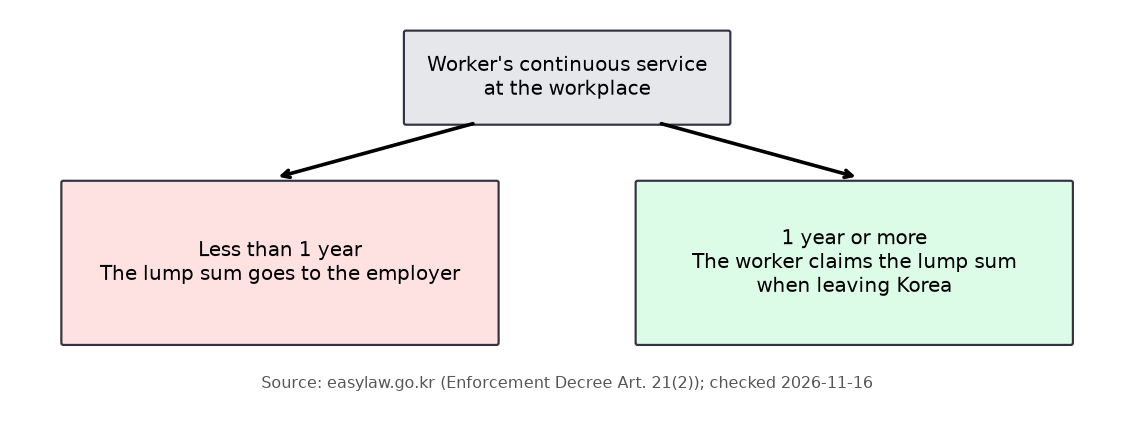 Worker's continuous service
at the workplace
Less than 1 year
The lump sum goes to the employer
1 year or more
The worker claims the lump sum
when leaving Korea
Source: easylaw.go.kr (Enforcement Decree Art. 21(2)); checked 2026-11-16